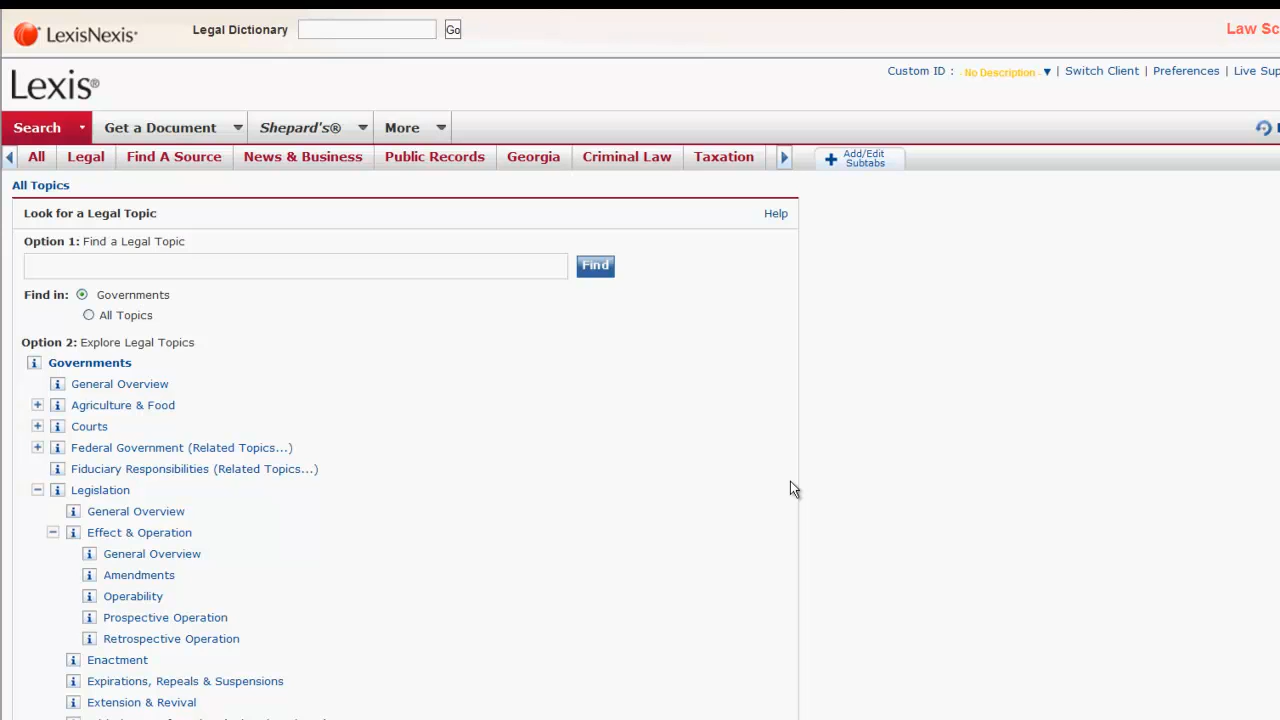 LexisNexis® Legal Dictionary Go Law Sc
Lexis® Custom ID : - No Description - | Switch Client | Preferences | Live Sup
Search Get a Document Shepard's® More
All Legal Find A Source News & Business Public Records Georgia Criminal Law Taxation Add/Edit Subtabs
All Topics
Look for a Legal Topic Help
Option 1: Find a Legal Topic
Find
Find in: Governments
All Topics
Option 2: Explore Legal Topics
Governments
General Overview
Agriculture & Food
Courts
Federal Government (Related Topics...)
Fiduciary Responsibilities (Related Topics...)
Legislation
General Overview
Effect & Operation
General Overview
Amendments
Operability
Prospective Operation
Retrospective Operation
Enactment
Expirations, Repeals & Suspensions
Extension & Revival